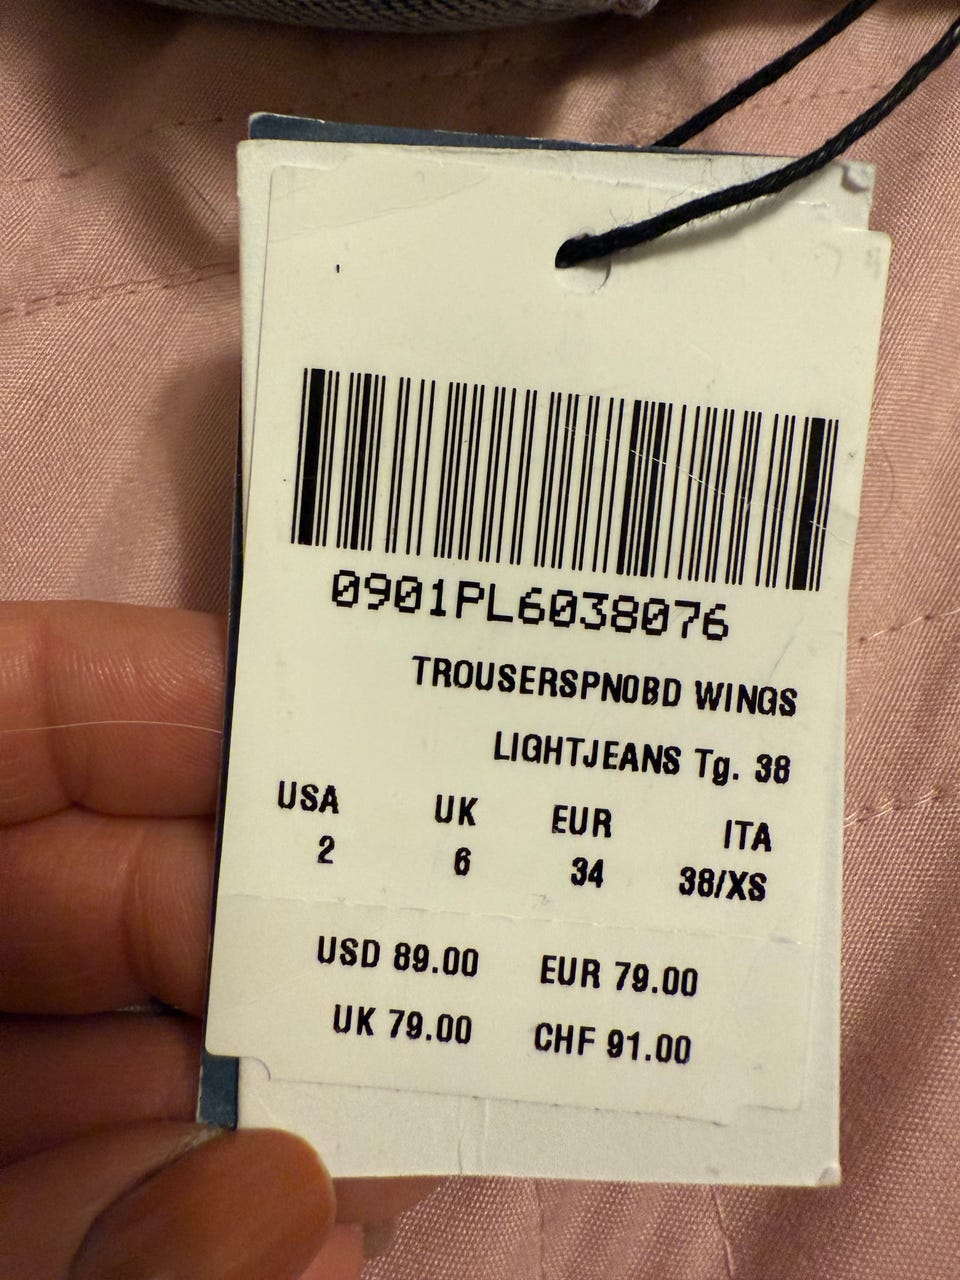 0901PL6038076
TROUSERSPNOBD WINGS
LIGHTJEANS Tg. 38
USA UK EUR ITA
2 6 34 38/XS
USD 89.00 EUR 79.00
UK 79.00 CHF 91.00